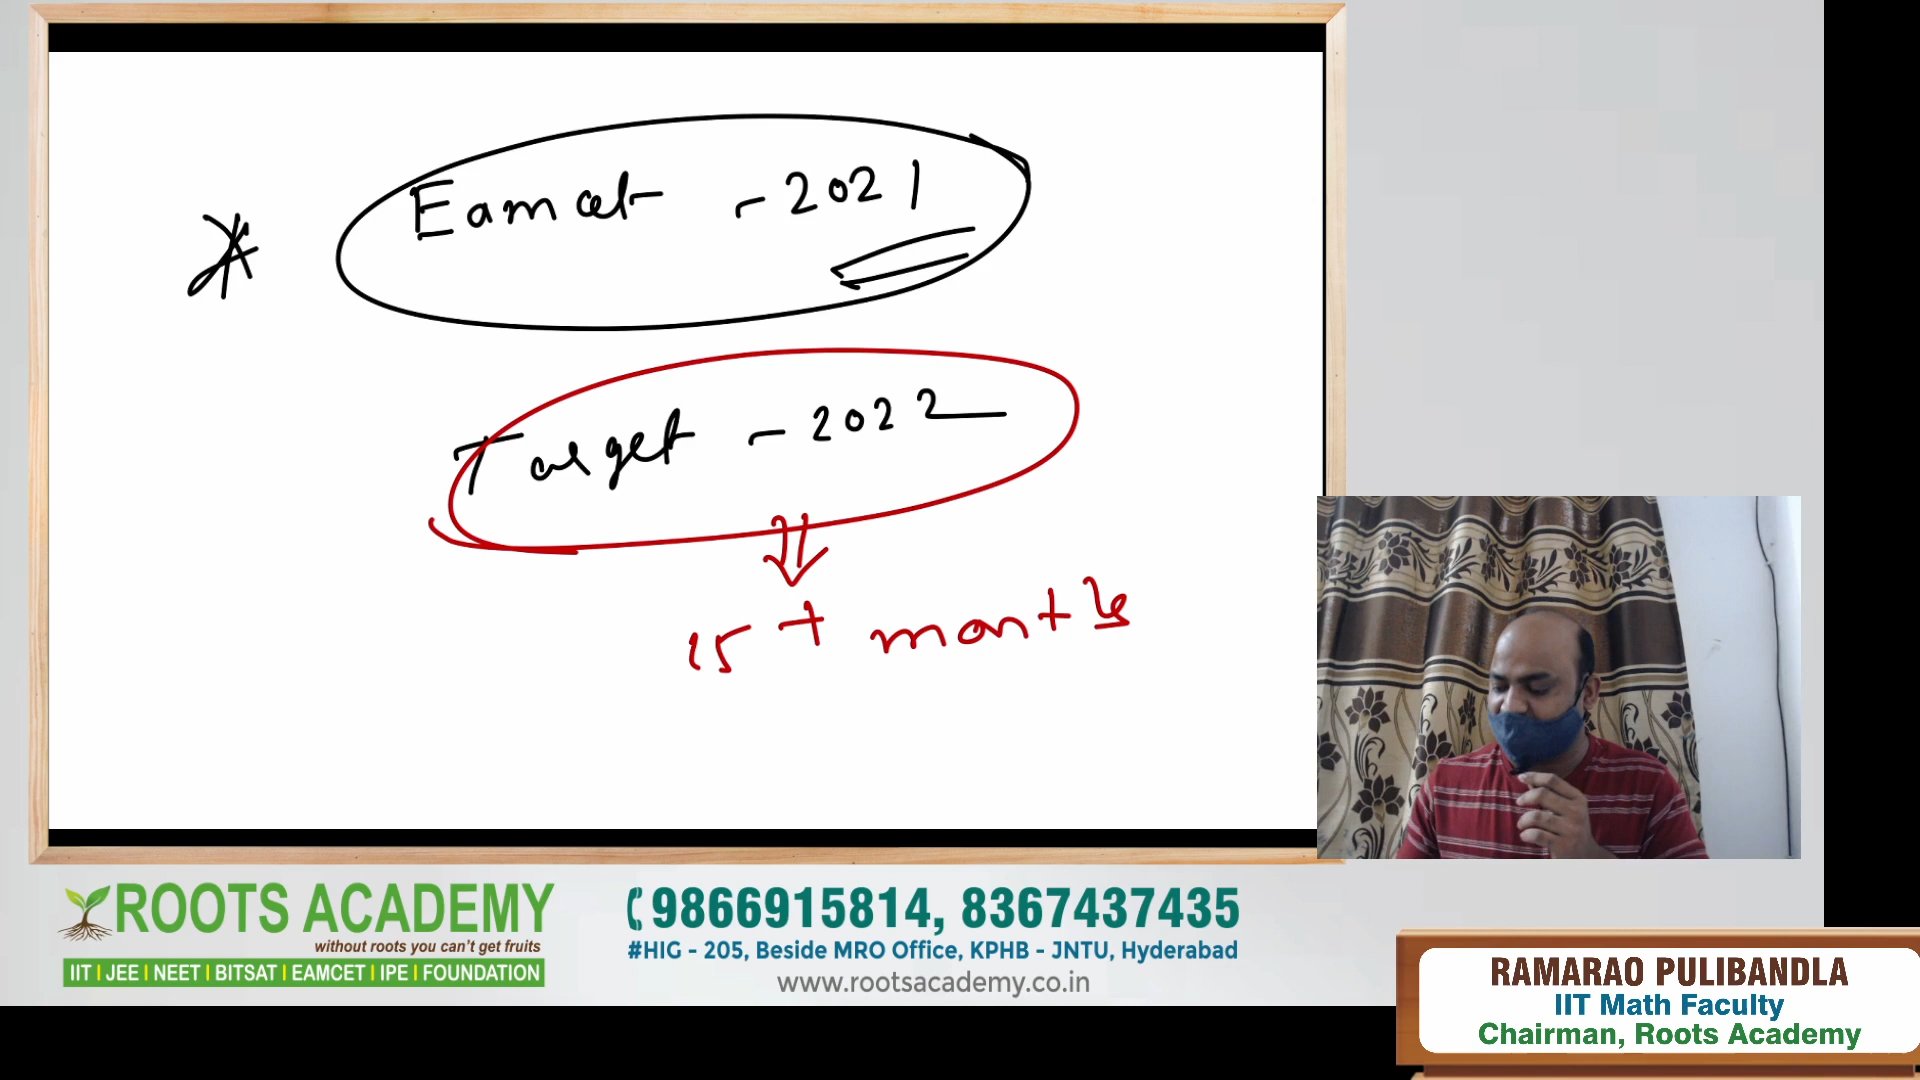 Eamcet - 2021
Target - 2022
15+ months
ROOTS ACADEMY
without roots you can't get fruits
IIT | JEE | NEET | BITSAT | EAMCET | IPE | FOUNDATION
9866915814, 8367437435
#HIG - 205, Beside MRO Office, KPHB - JNTU, Hyderabad
www.rootsacademy.co.in
RAMARAO PULIBANDLA
IIT Math Faculty
Chairman, Roots Academy